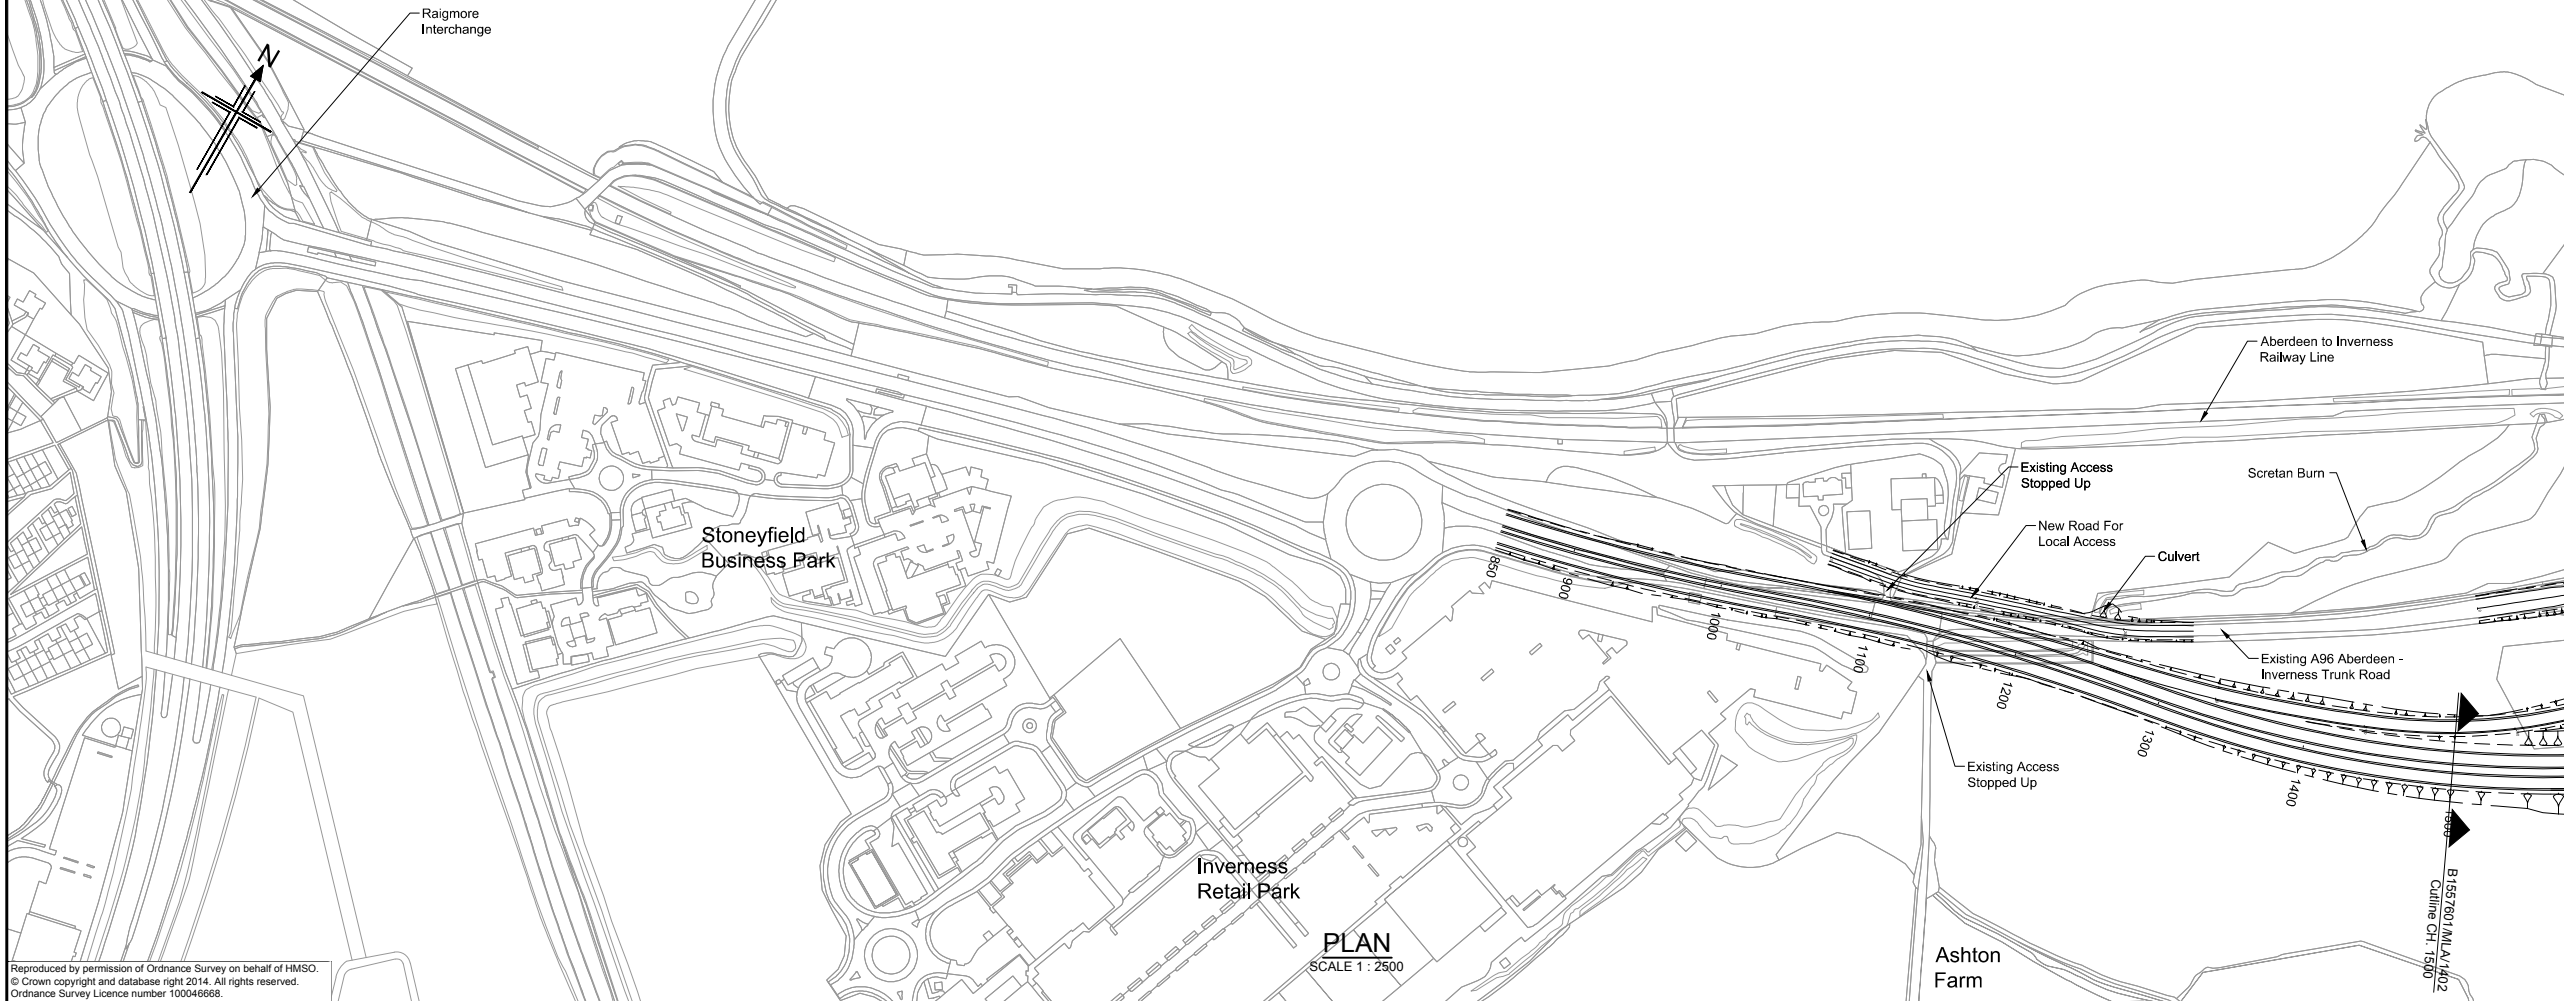 Raigmore
Interchange
N
Aberdeen to Inverness
Railway Line
Existing Access
Stopped Up
Scretan Burn
New Road For
Local Access
Culvert
Stoneyfield
Business Park
850
900
1000
1100
1200
1300
1400
1500
Existing A96 Aberdeen -
Inverness Trunk Road
Existing Access
Stopped Up
Inverness
Retail Park
PLAN
SCALE 1 : 2500
Ashton
Farm
B1557601/MLA/1402
Cutline CH. 1500
Reproduced by permission of Ordnance Survey on behalf of HMSO.
© Crown copyright and database right 2014. All rights reserved.
Ordnance Survey Licence number 100046668.